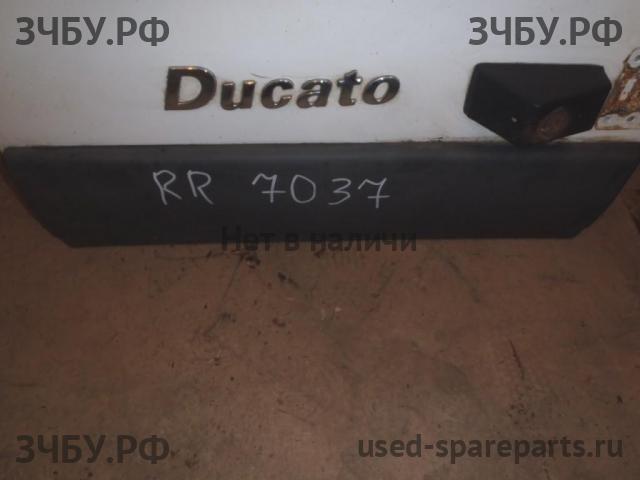 ЗЧБУ.РФ
ЗЧБУ.РФ
Ducato
RR 7037
Нет в наличи
ЗЧБУ.РФ
used-spareparts.ru